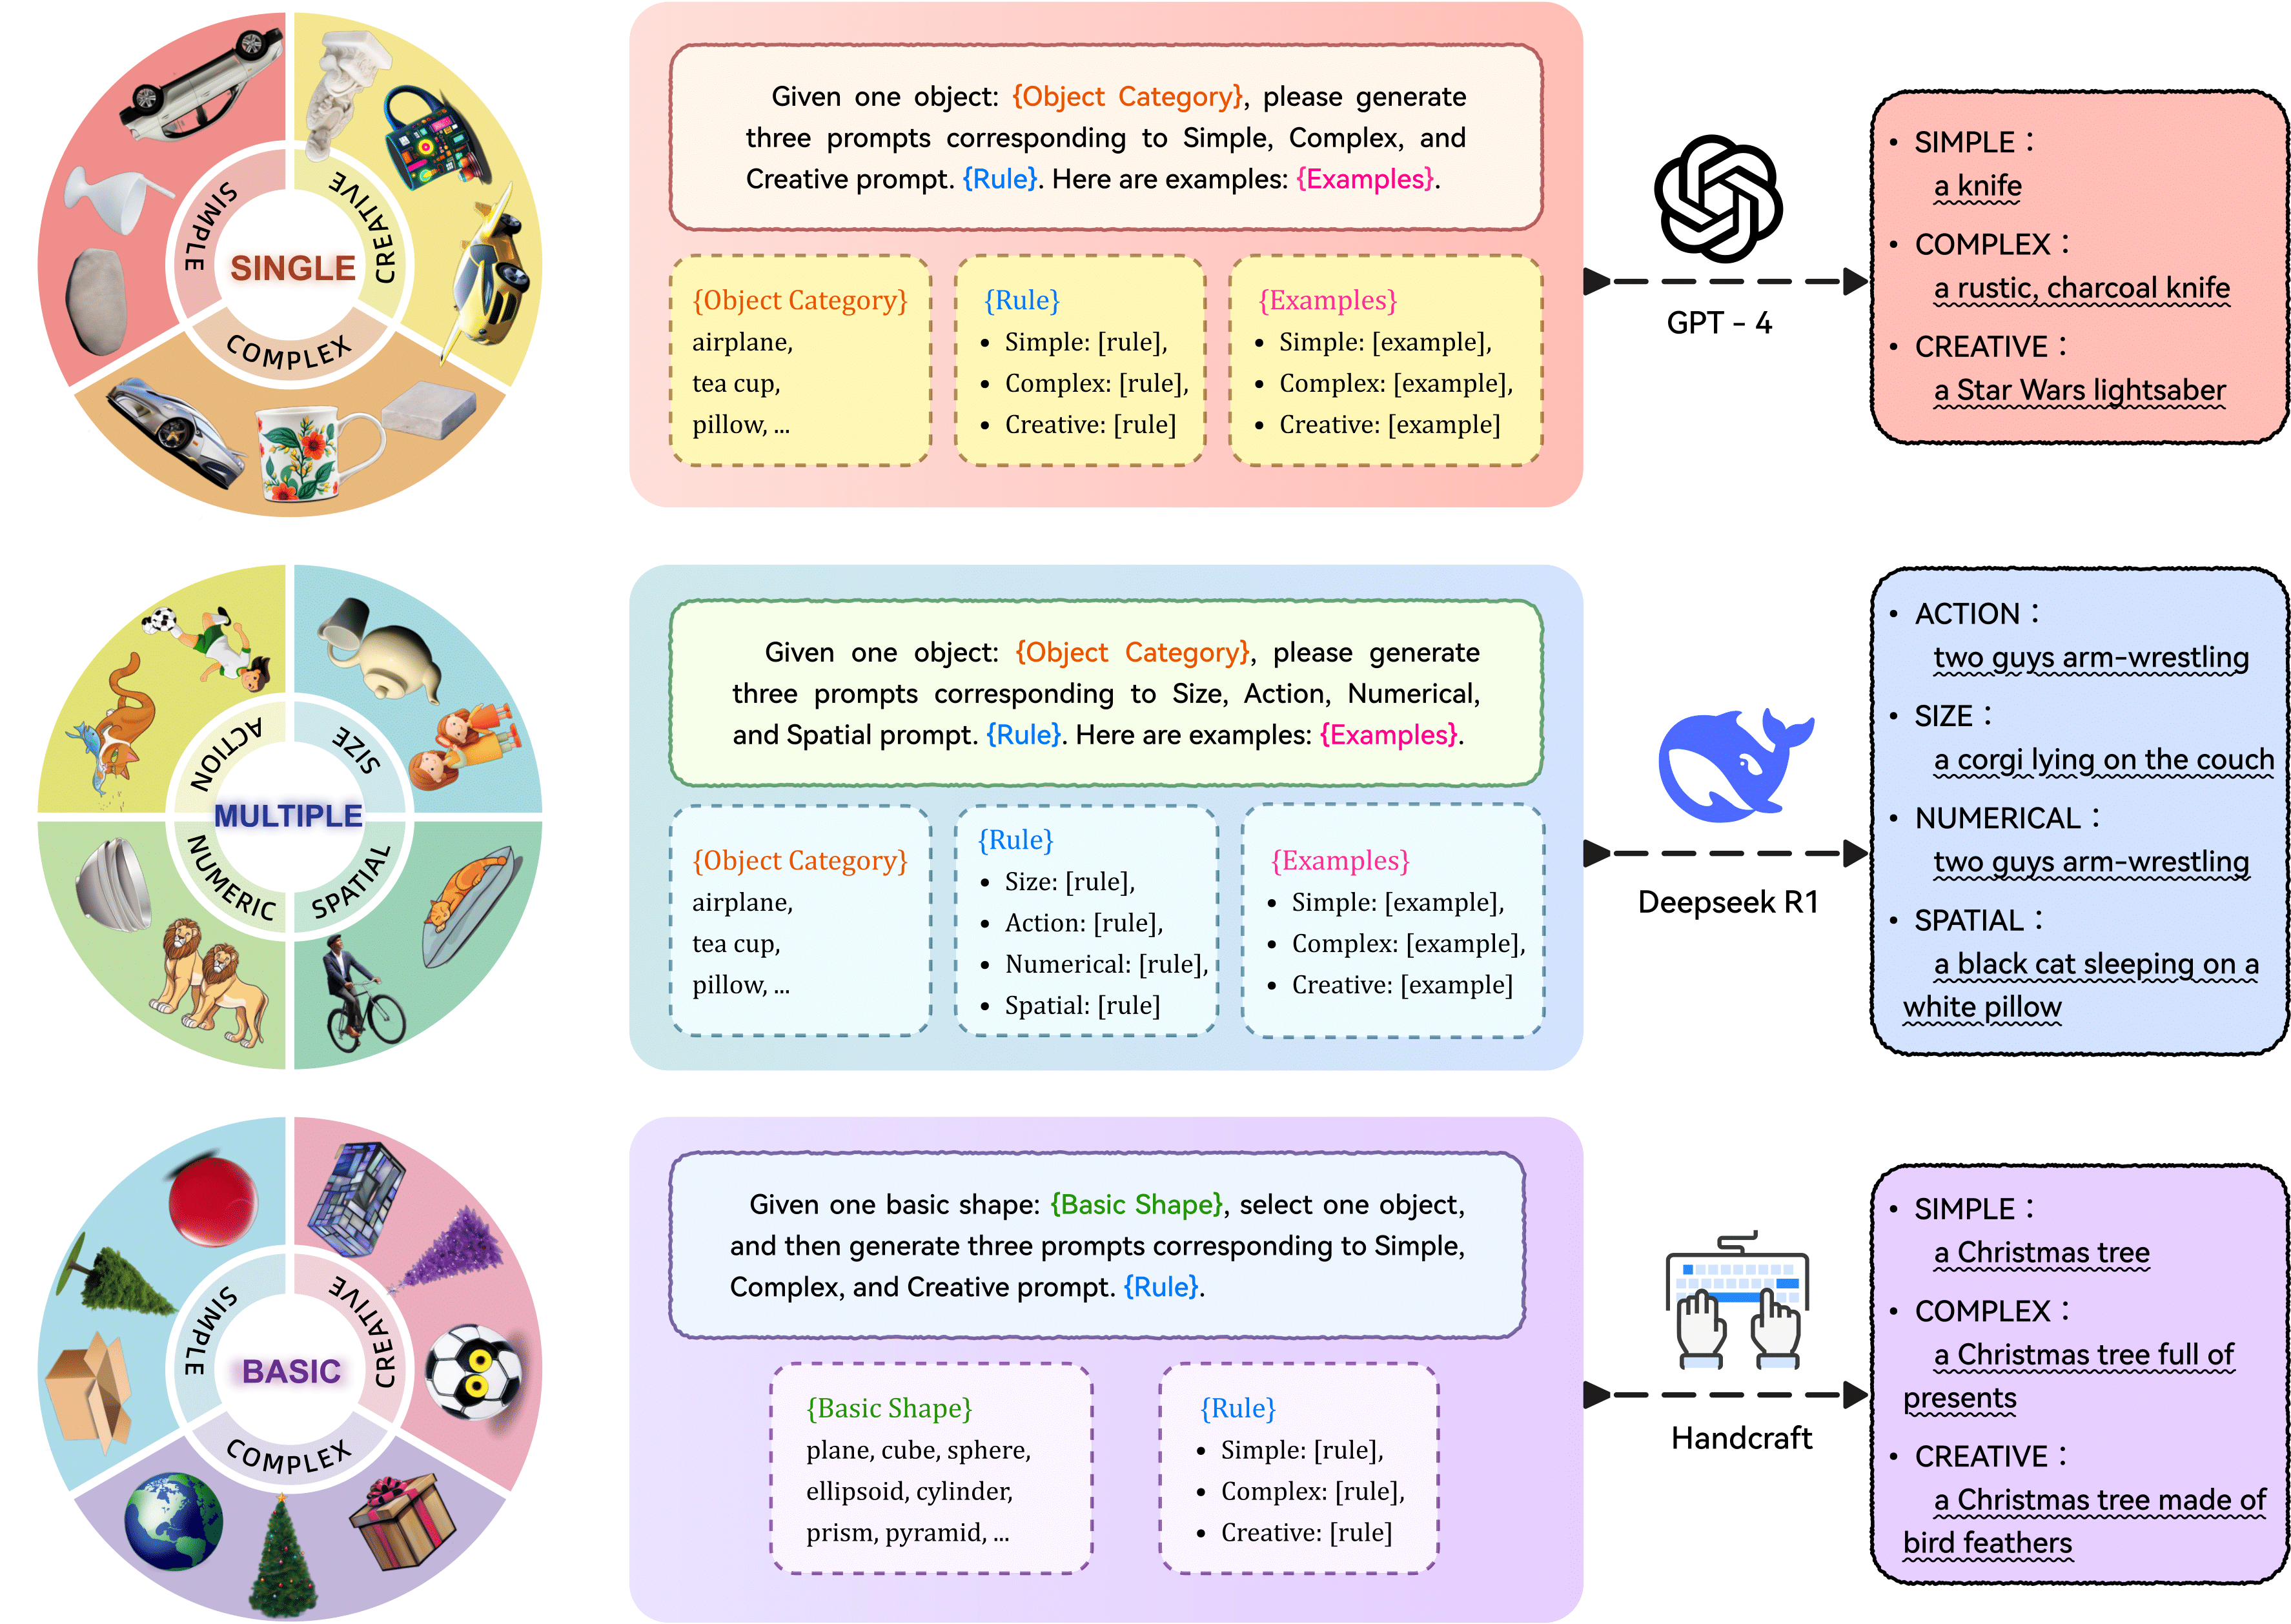 SIMPLE
CREATIVE
SINGLE
COMPLEX
Given one object: {Object Category}, please generate
three prompts corresponding to Simple, Complex, and
Creative prompt. {Rule}. Here are examples: {Examples}.
{Object Category}
airplane,
tea cup,
pillow, ...
{Rule}
• Simple: [rule],
• Complex: [rule],
• Creative: [rule]
{Examples}
• Simple: [example],
• Complex: [example],
• Creative: [example]
GPT - 4
• SIMPLE：
a knife
• COMPLEX：
a rustic, charcoal knife
• CREATIVE：
a Star Wars lightsaber
ACTION
SIZE
MULTIPLE
NUMERIC
SPATIAL
Given one object: {Object Category}, please generate
three prompts corresponding to Size, Action, Numerical,
and Spatial prompt. {Rule}. Here are examples: {Examples}.
{Object Category}
airplane,
tea cup,
pillow, ...
{Rule}
• Size: [rule],
• Action: [rule],
• Numerical: [rule],
• Spatial: [rule]
{Examples}
• Simple: [example],
• Complex: [example],
• Creative: [example]
Deepseek R1
• ACTION：
two guys arm-wrestling
• SIZE：
a corgi lying on the couch
• NUMERICAL：
two guys arm-wrestling
• SPATIAL：
a black cat sleeping on a
white pillow
SIMPLE
CREATIVE
BASIC
COMPLEX
Given one basic shape: {Basic Shape}, select one object,
and then generate three prompts corresponding to Simple,
Complex, and Creative prompt. {Rule}.
{Basic Shape}
plane, cube, sphere,
ellipsoid, cylinder,
prism, pyramid, ...
{Rule}
• Simple: [rule],
• Complex: [rule],
• Creative: [rule]
Handcraft
• SIMPLE：
a Christmas tree
• COMPLEX：
a Christmas tree full of
presents
• CREATIVE：
a Christmas tree made of
bird feathers